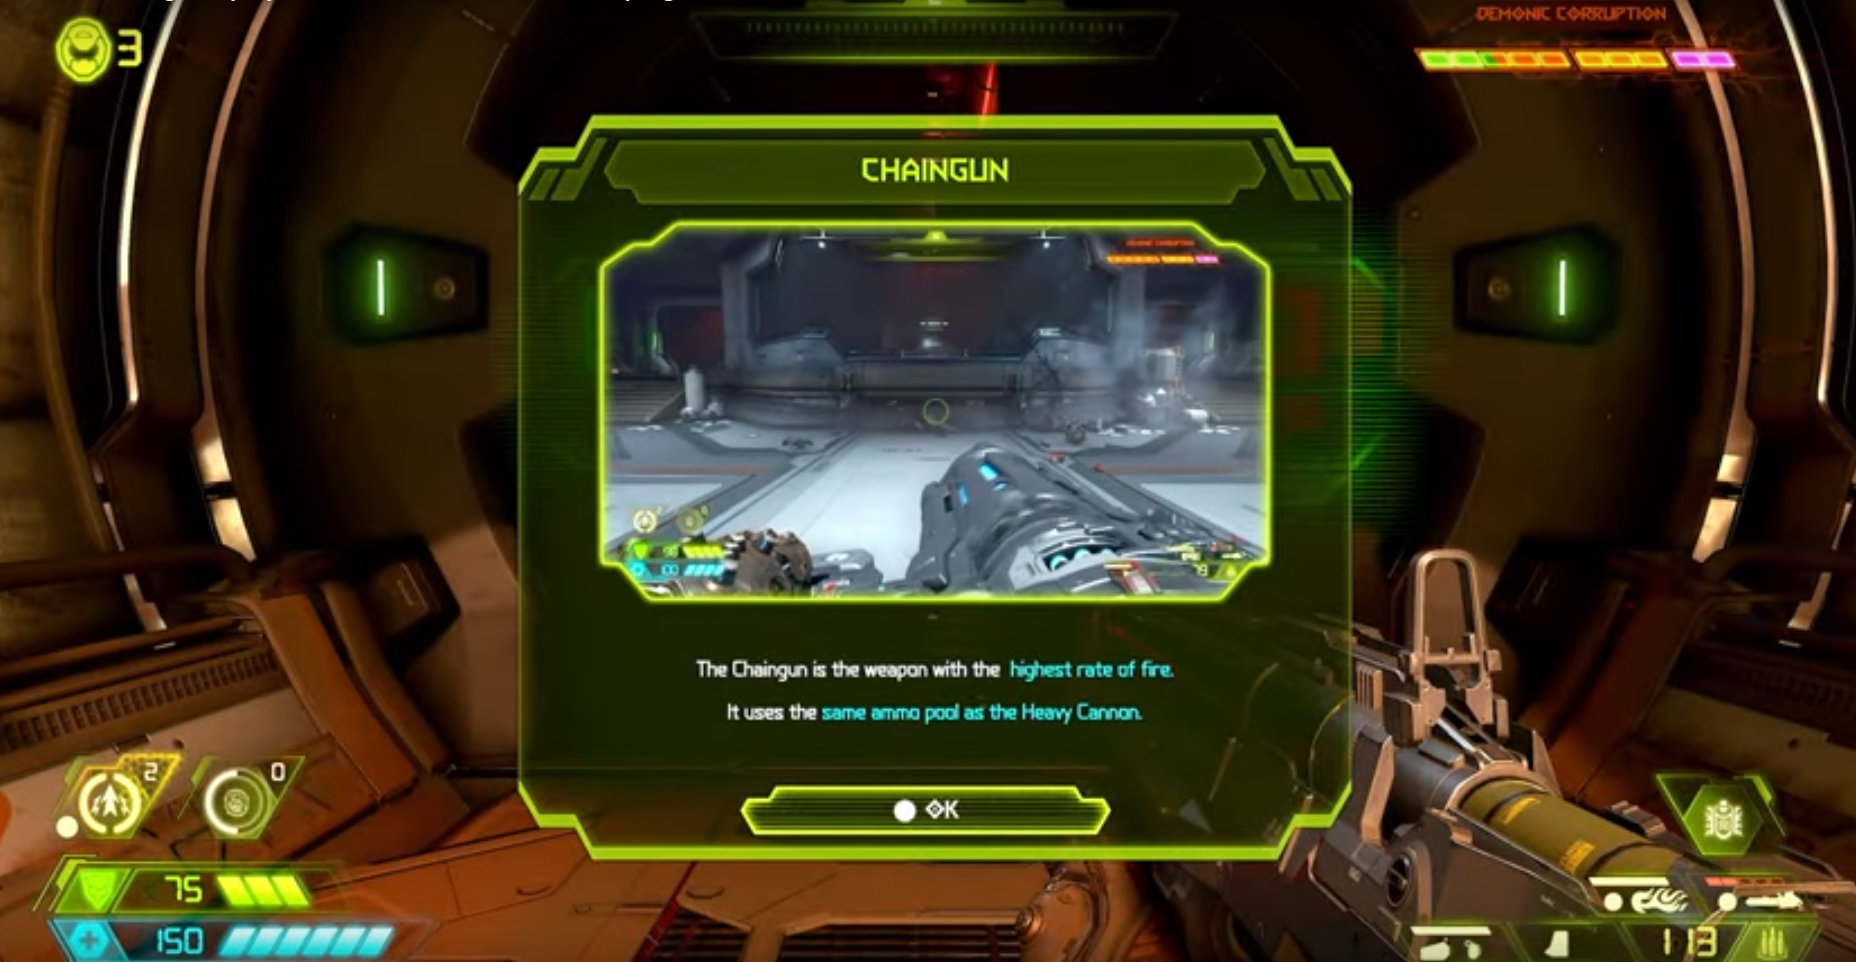 3
DEMONIC CORRUPTION
CHAINGUN
The Chaingun is the weapon with the highest rate of fire.
It uses the same ammo pool as the Heavy Cannon.
OK
2
0
75
150
113